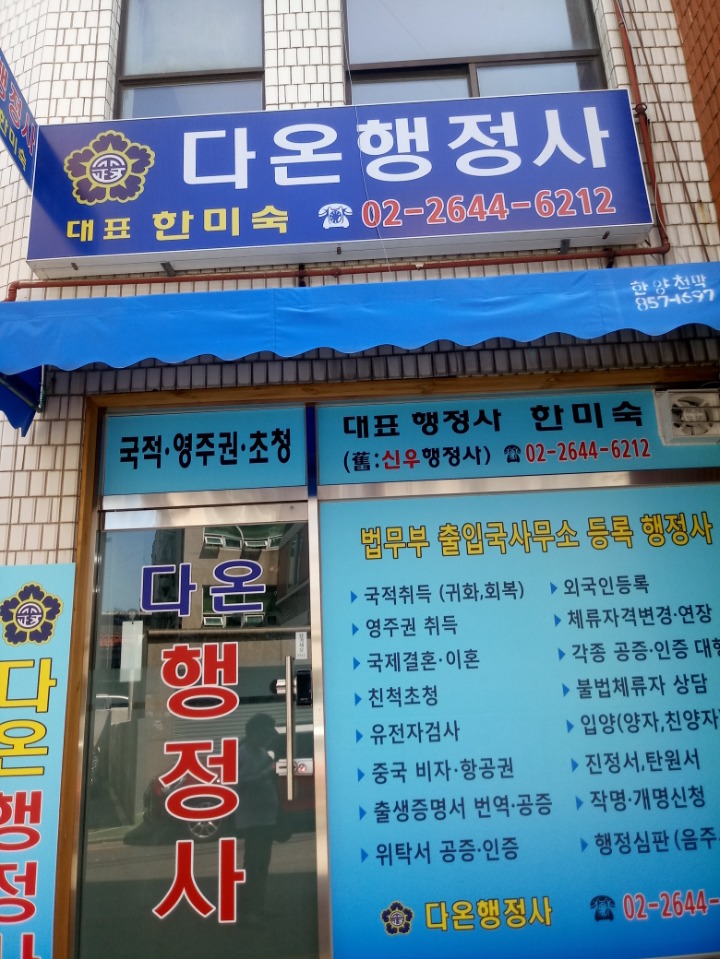 다온행정사
대표 한미숙 02-2644-6212
한양천막
857-1697
국적·영주권·초청
대표 행정사 한미숙
(舊:신우행정사) 02-2644-6212
법무부 출입국사무소 등록 행정사
국적취득 (귀화,회복)
영주권 취득
국제결혼·이혼
친척초청
유전자검사
중국 비자·항공권
출생증명서 번역·공증
위탁서 공증·인증
외국인등록
체류자격변경·연장
각종 공증·인증
불법체류자 상담
입양(양자,친양자
진정서,탄원서
작명·개명신청
행정심판(음주
다온행정사 02-2644-
다온
행정사
다온행정사
행정사
한미숙